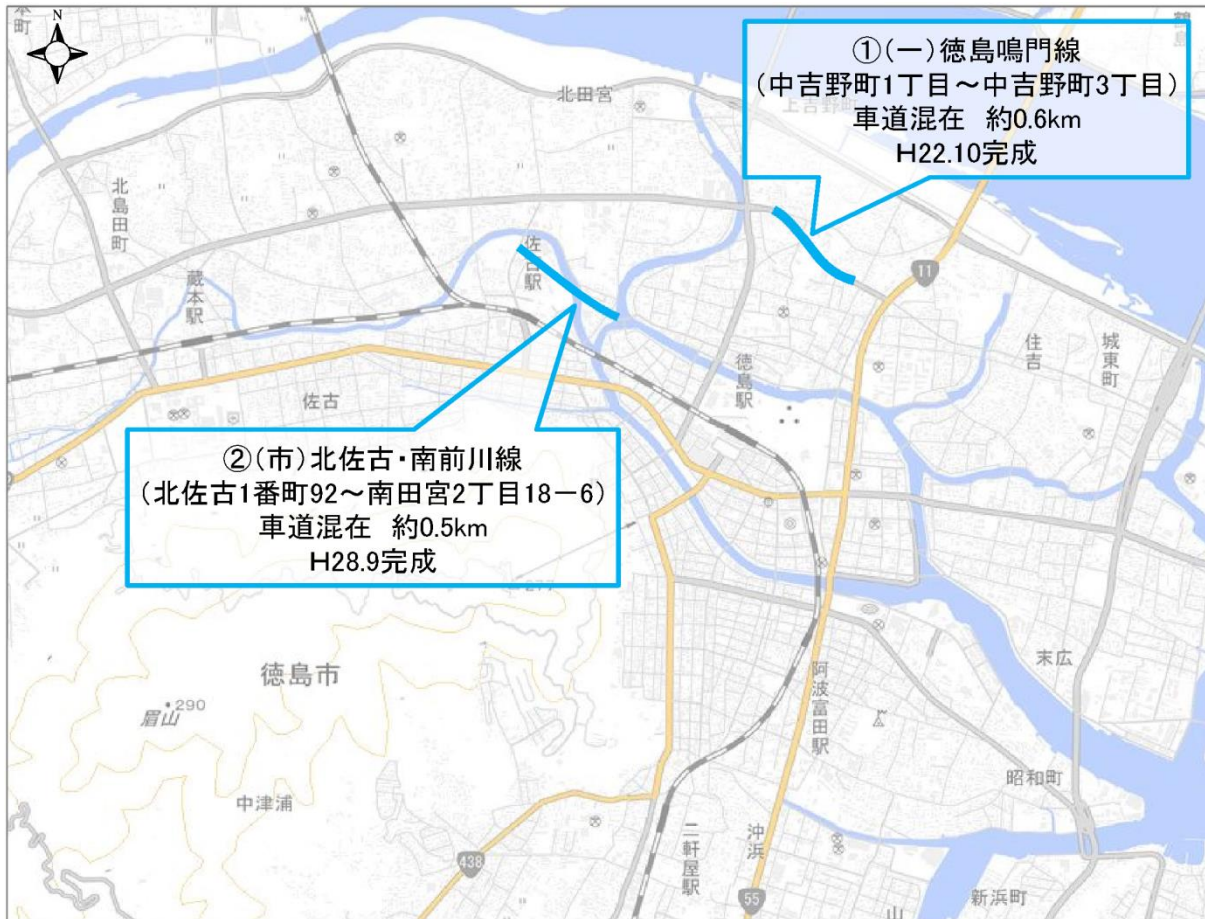 N
①(一)徳島鳴門線
(中吉野町1丁目～中吉野町3丁目)
車道混在　約0.6km
H22.10完成
北田宮
上吉野町
北島田町
佐古駅
蔵本駅
11
住吉
城東町
徳島駅
佐古
②(市)北佐古・南前川線
(北佐古1番町92～南田宮2丁目18－6)
車道混在　約0.5km
H28.9完成
277
徳島市
290
眉山
末広
阿波富田駅
昭和町
中津浦
二軒屋駅
沖浜
438
55
新浜町
山